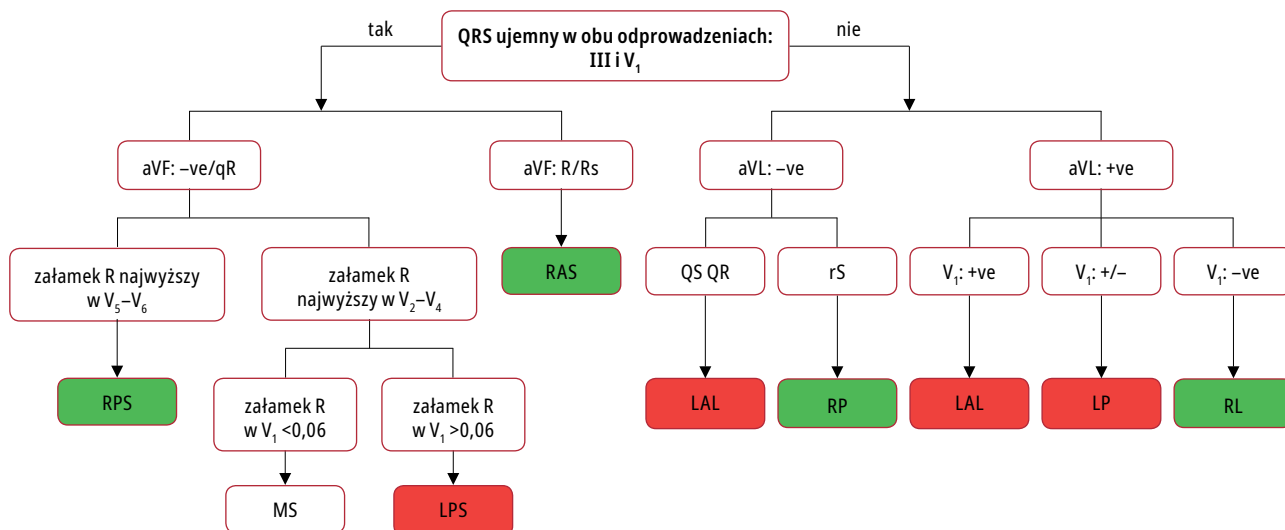 tak
QRS ujemny w obu odprowadzeniach:
III i V₁
nie
aVF: –ve/qR
aVF: R/Rs
aVL: –ve
aVL: +ve
załamek R najwyższy
w V₅–V₆
załamek R
najwyższy w V₂–V₄
RAS
QS QR
rS
V₁: +ve
V₁: +/–
V₁: –ve
RPS
załamek R
w V₁ <0,06
załamek R
w V₁ >0,06
LAL
RP
LAL
LP
RL
MS
LPS